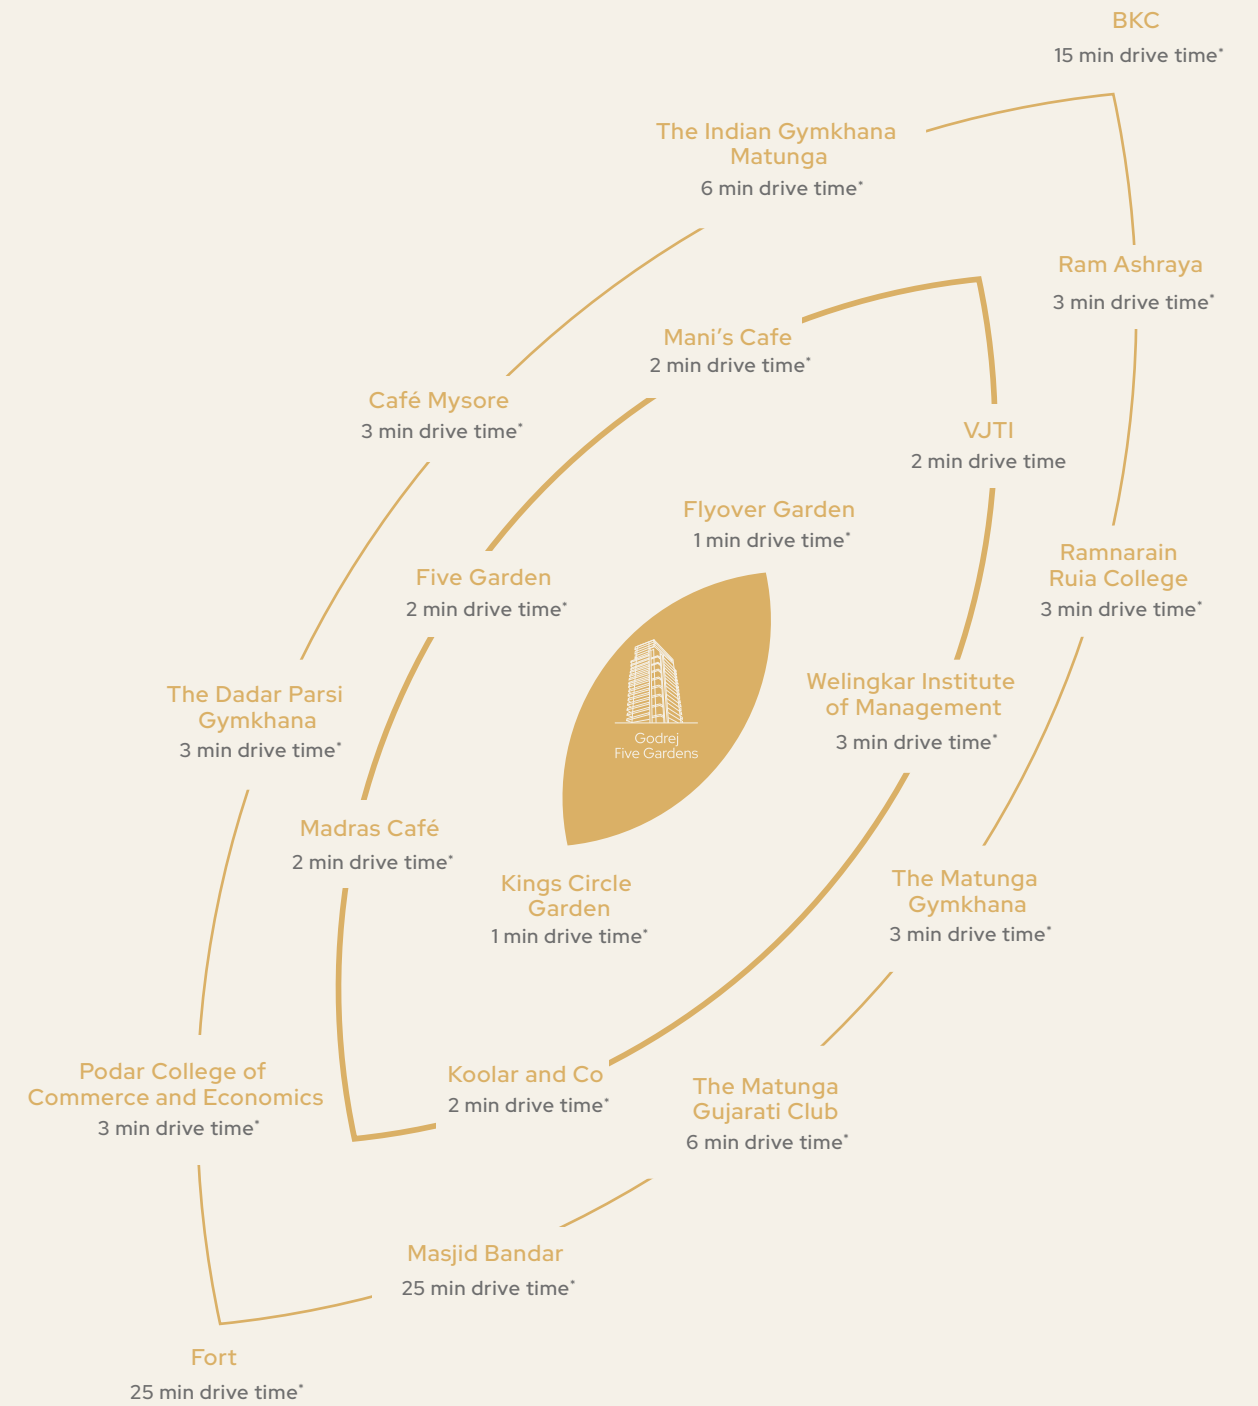 BKC
15 min drive time*
The Indian Gymkhana
Matunga
6 min drive time*
Ram Ashraya
3 min drive time*
Mani’s Cafe
2 min drive time*
Café Mysore
3 min drive time*
VJTI
2 min drive time
Flyover Garden
1 min drive time*
Ramnarain
Ruia College
3 min drive time*
Five Garden
2 min drive time*
The Dadar Parsi
Gymkhana
3 min drive time*
Welingkar Institute
of Management
3 min drive time*
Godrej
Five Gardens
Madras Café
2 min drive time*
Kings Circle
Garden
1 min drive time*
The Matunga
Gymkhana
3 min drive time*
Podar College of
Commerce and Economics
3 min drive time*
Koolar and Co
2 min drive time*
The Matunga
Gujarati Club
6 min drive time*
Masjid Bandar
25 min drive time*
Fort
25 min drive time*